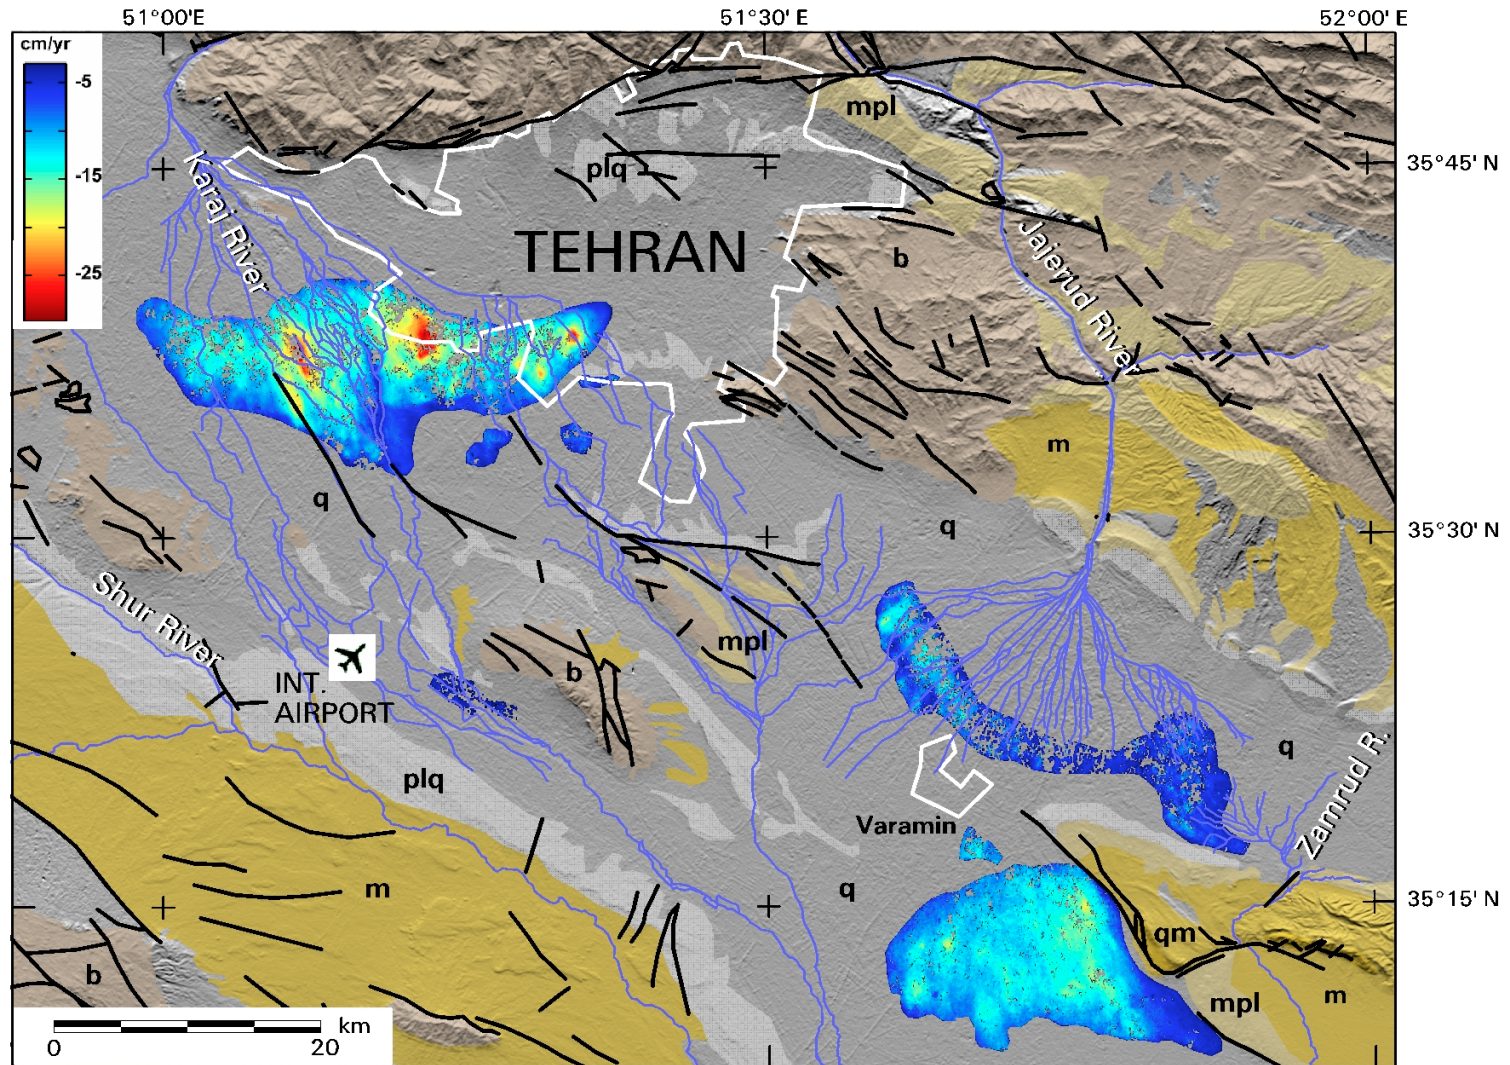 51°00' E
51°30' E
52°00' E
cm/yr
-5
-15
-25
mpl
plq
35°45' N
Karaj River
TEHRAN
b
Jajerud River
m
q
q
35°30' N
Shur River
mpl
b
INT.
AIRPORT
q
Zamrud R.
plq
Varamin
m
q
35°15' N
qm
b
mpl
m
km
0
20